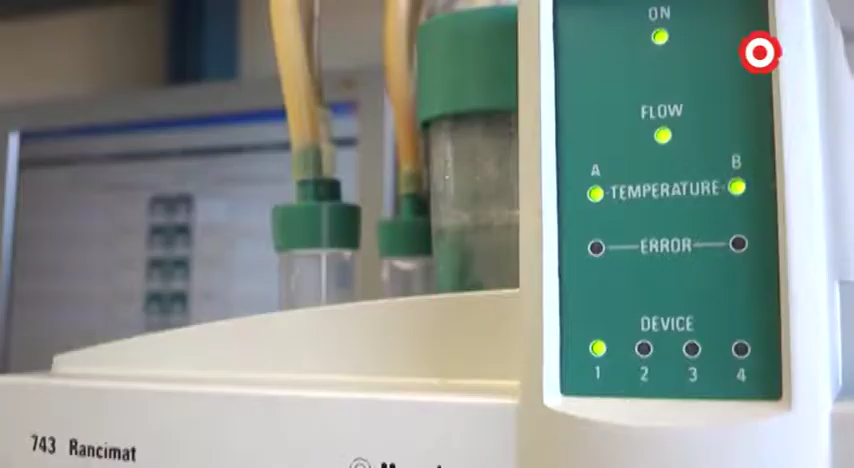 ON
FLOW
A
B
TEMPERATURE
ERROR
DEVICE
1 2 3 4
743 Rancimat